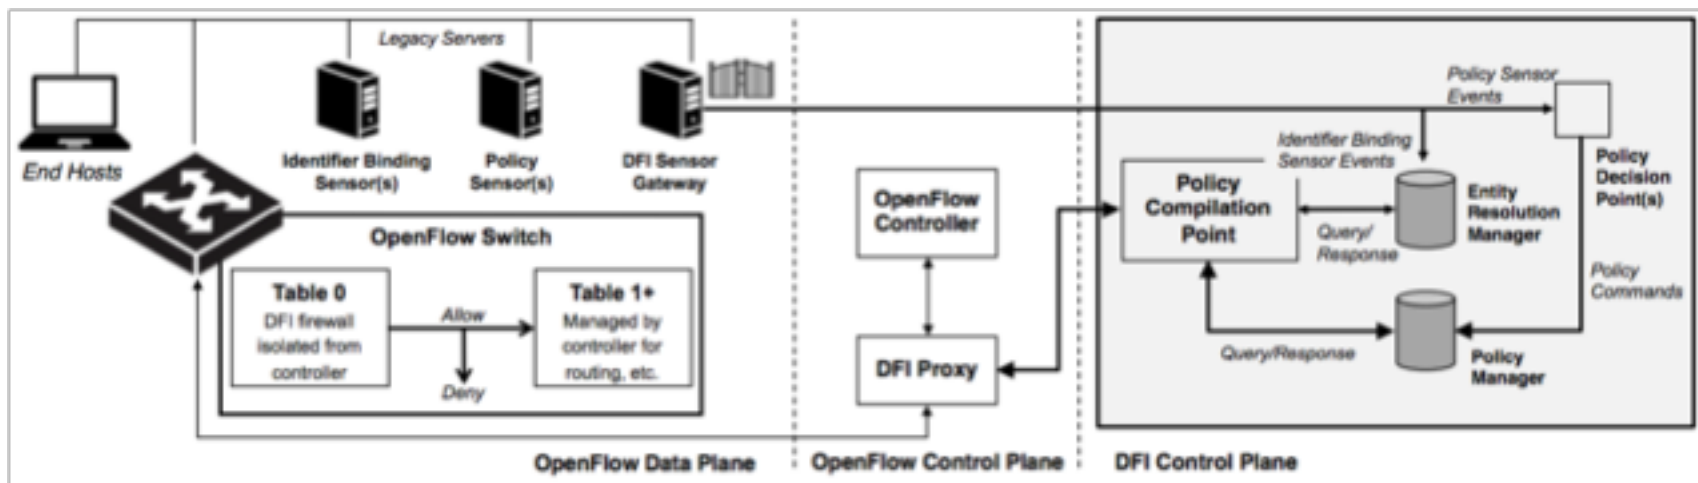 Legacy Servers
End Hosts
Identifier Binding
Sensor(s)
Policy
Sensor(s)
DFI Sensor
Gateway
OpenFlow Switch
Table 0
DFI firewall
isolated from
controller
Allow
Deny
Table 1+
Managed by
controller for
routing, etc.
OpenFlow Data Plane
OpenFlow
Controller
DFI Proxy
OpenFlow Control Plane
Policy Sensor
Events
Identifier Binding
Sensor Events
Policy
Compilation
Point
Query/
Response
Entity
Resolution
Manager
Policy
Decision
Point(s)
Policy
Commands
Query/Response
Policy
Manager
DFI Control Plane